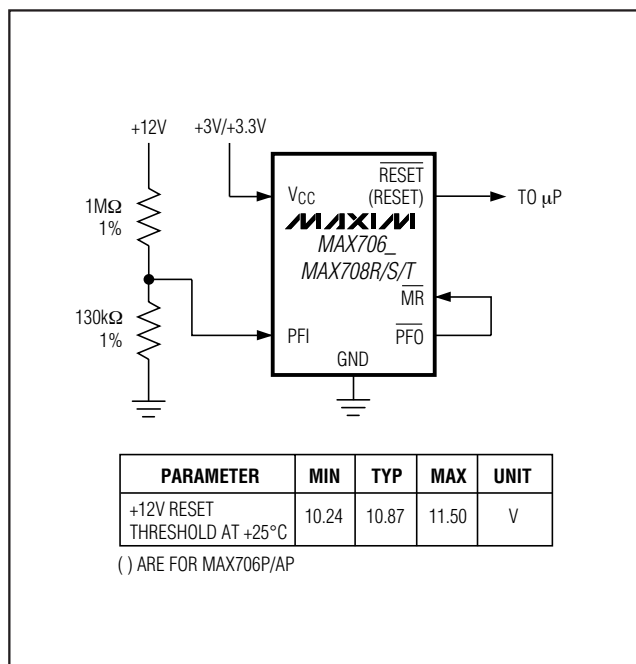 +12V
+3V/+3.3V
1MΩ
1%
130kΩ
1%
VCC
RESET
(RESET)
TO µP
MAXIM
MAX706_
MAX708R/S/T
MR
PFI
PFO
GND
PARAMETER MIN TYP MAX UNIT
+12V RESET
THRESHOLD AT +25°C 10.24 10.87 11.50 V
( ) ARE FOR MAX706P/AP